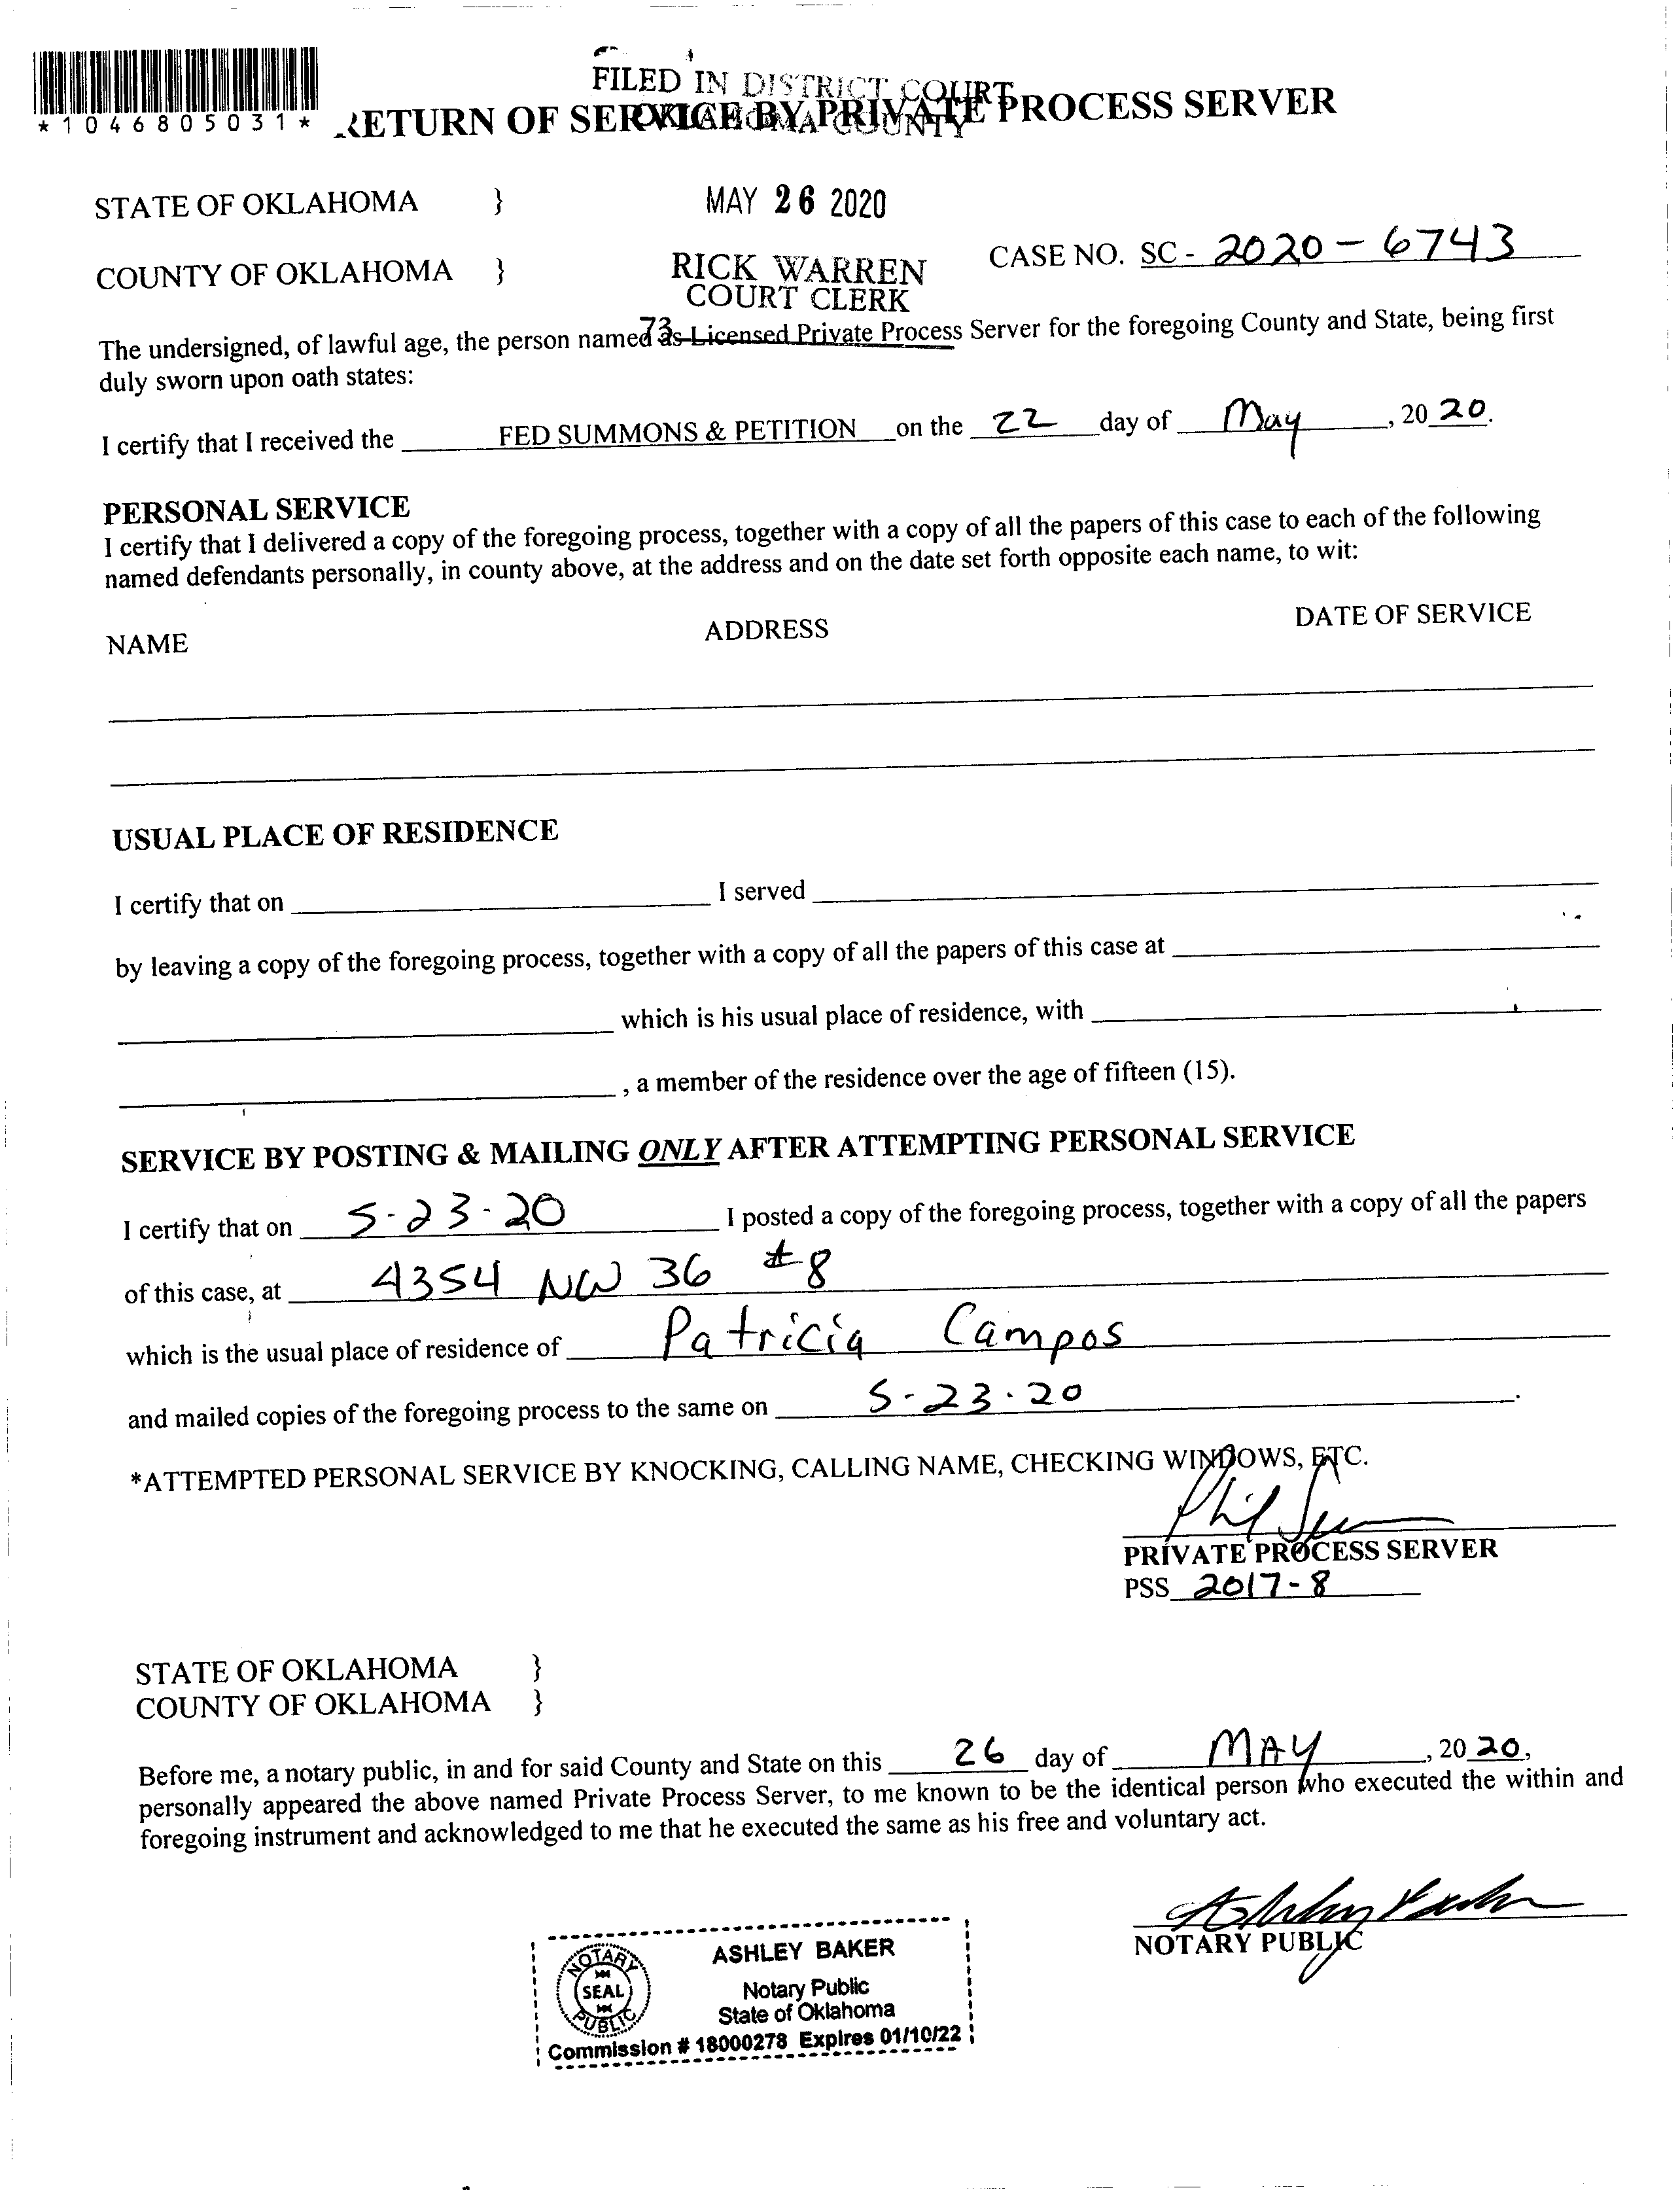 *1046805031*
FILED IN DISTRICT COURT
OKLAHOMA COUNTY
RETURN OF SERVICE BY PRIVATE PROCESS SERVER
STATE OF OKLAHOMA }
MAY 26 2020
COUNTY OF OKLAHOMA }
RICK WARREN
COURT CLERK
CASE NO. SC - 2020 - 6743
73
The undersigned, of lawful age, the person named as Licensed Private Process Server for the foregoing County and State, being first
duly sworn upon oath states:
I certify that I received the FED SUMMONS & PETITION on the 22 day of May, 20 20.
PERSONAL SERVICE
I certify that I delivered a copy of the foregoing process, together with a copy of all the papers of this case to each of the following
named defendants personally, in county above, at the address and on the date set forth opposite each name, to wit:
NAME ADDRESS DATE OF SERVICE
USUAL PLACE OF RESIDENCE
I certify that on I served
by leaving a copy of the foregoing process, together with a copy of all the papers of this case at
which is his usual place of residence, with
, a member of the residence over the age of fifteen (15).
SERVICE BY POSTING & MAILING ONLY AFTER ATTEMPTING PERSONAL SERVICE
I certify that on 5-23-20 I posted a copy of the foregoing process, together with a copy of all the papers
of this case, at 4354 NW 36 #8
which is the usual place of residence of Patricia Campos
and mailed copies of the foregoing process to the same on 5-23-20.
*ATTEMPTED PERSONAL SERVICE BY KNOCKING, CALLING NAME, CHECKING WINDOWS, ETC.
Phil
PRIVATE PROCESS SERVER
PSS 2017-8
STATE OF OKLAHOMA }
COUNTY OF OKLAHOMA }
Before me, a notary public, in and for said County and State on this 26 day of MAY, 20 20,
personally appeared the above named Private Process Server, to me known to be the identical person who executed the within and
foregoing instrument and acknowledged to me that he executed the same as his free and voluntary act.
Ashley Baker
NOTARY PUBLIC
NOTARY
SEAL
PUBLIC
ASHLEY BAKER
Notary Public
State of Oklahoma
Commission # 18000278 Expires 01/10/22